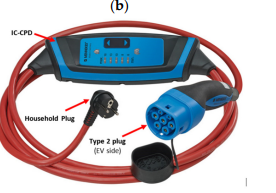 (b)
IC-CPD
Household Plug
Type 2 plug
(EV side)